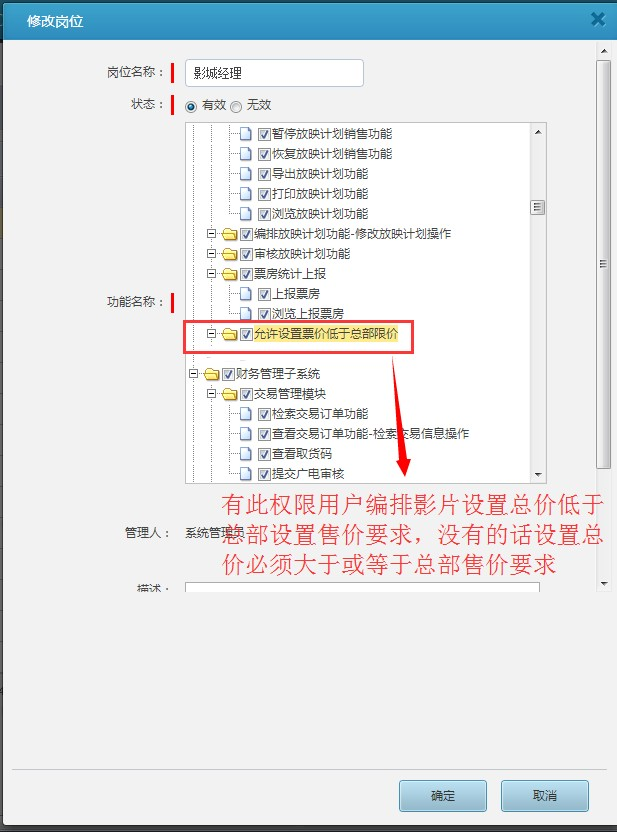 修改岗位
岗位名称：
影城经理
状态：
有效 无效
功能名称：
暂停放映计划销售功能
恢复放映计划销售功能
导出放映计划功能
打印放映计划功能
浏览放映计划功能
编排放映计划功能-修改放映计划操作
审核放映计划功能
票房统计上报
上报票房
浏览上报票房
允许设置票价低于总部限价
财务管理子系统
交易管理模块
检索交易订单功能
查看交易订单功能-检索交易信息操作
查看取货码
提交广电审核
有此权限用户编排影片设置总价低于
总部设置售价要求，没有的话设置总
价必须大于或等于总部售价要求
管理人：
系统管理员
描述：
确定
取消